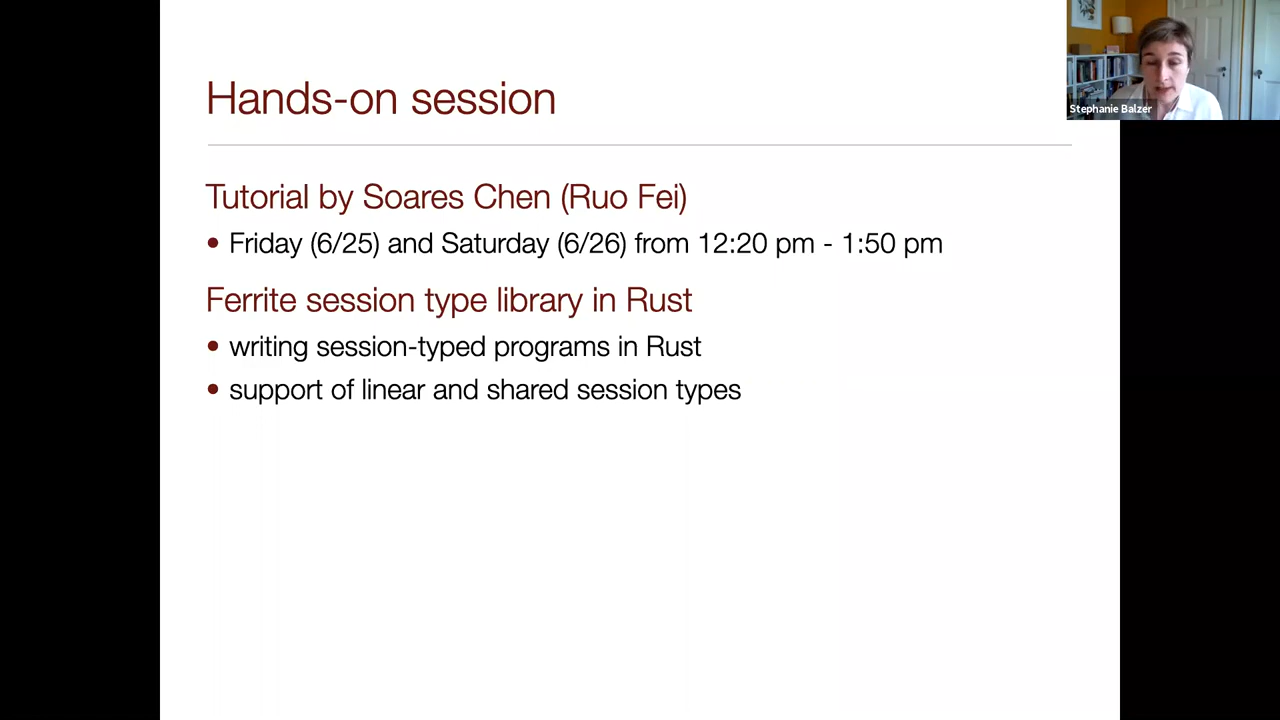 Hands-on session
Stephanie Balzer
Tutorial by Soares Chen (Ruo Fei)
• Friday (6/25) and Saturday (6/26) from 12:20 pm - 1:50 pm
Ferrite session type library in Rust
• writing session-typed programs in Rust
• support of linear and shared session types